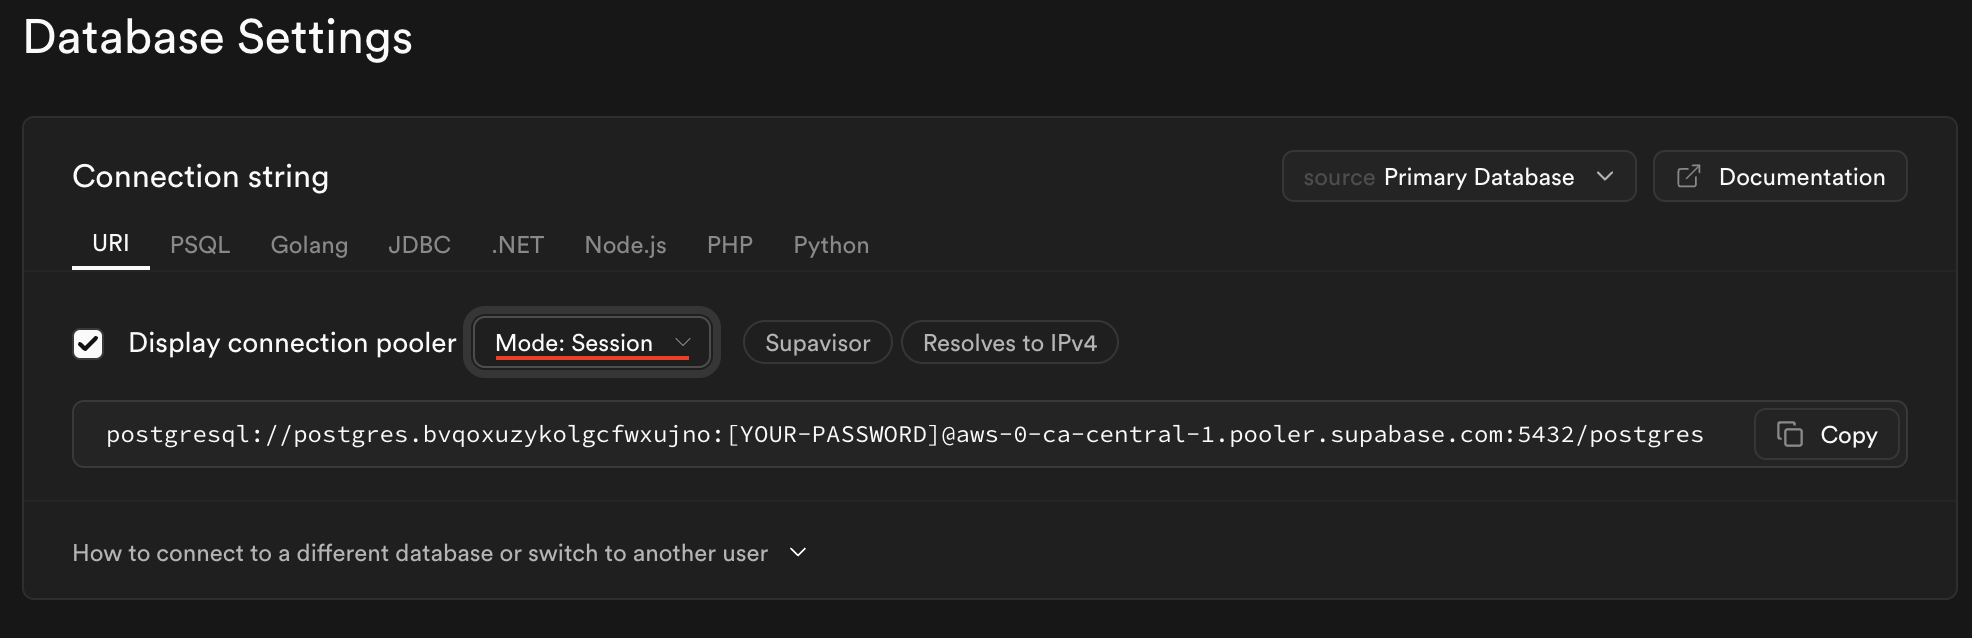 Database Settings
Connection string
source Primary Database
Documentation
URI PSQL Golang JDBC .NET Node.js PHP Python
Display connection pooler Mode: Session Supavisor Resolves to IPv4
postgresql://postgres.bvqoxuzykolgcfwxujno:[YOUR-PASSWORD]@aws-0-ca-central-1.pooler.supabase.com:5432/postgres
Copy
How to connect to a different database or switch to another user